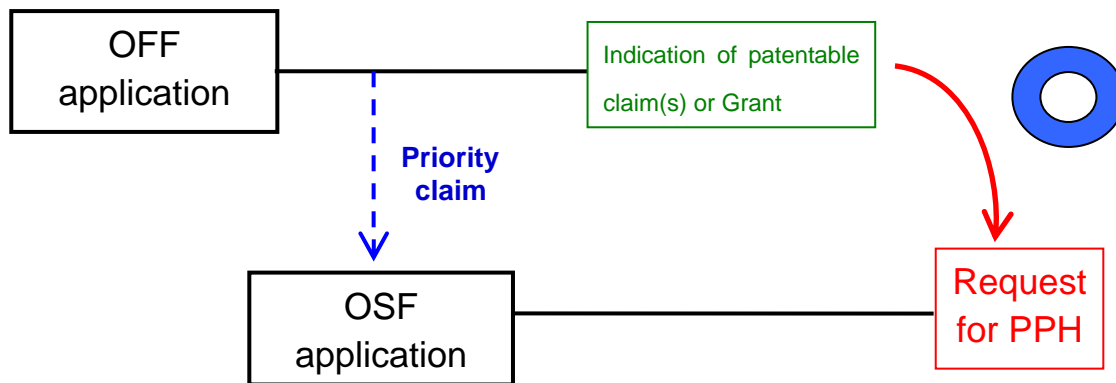 OFF
application
Indication of patentable
claim(s) or Grant
Priority
claim
OSF
application
Request
for PPH